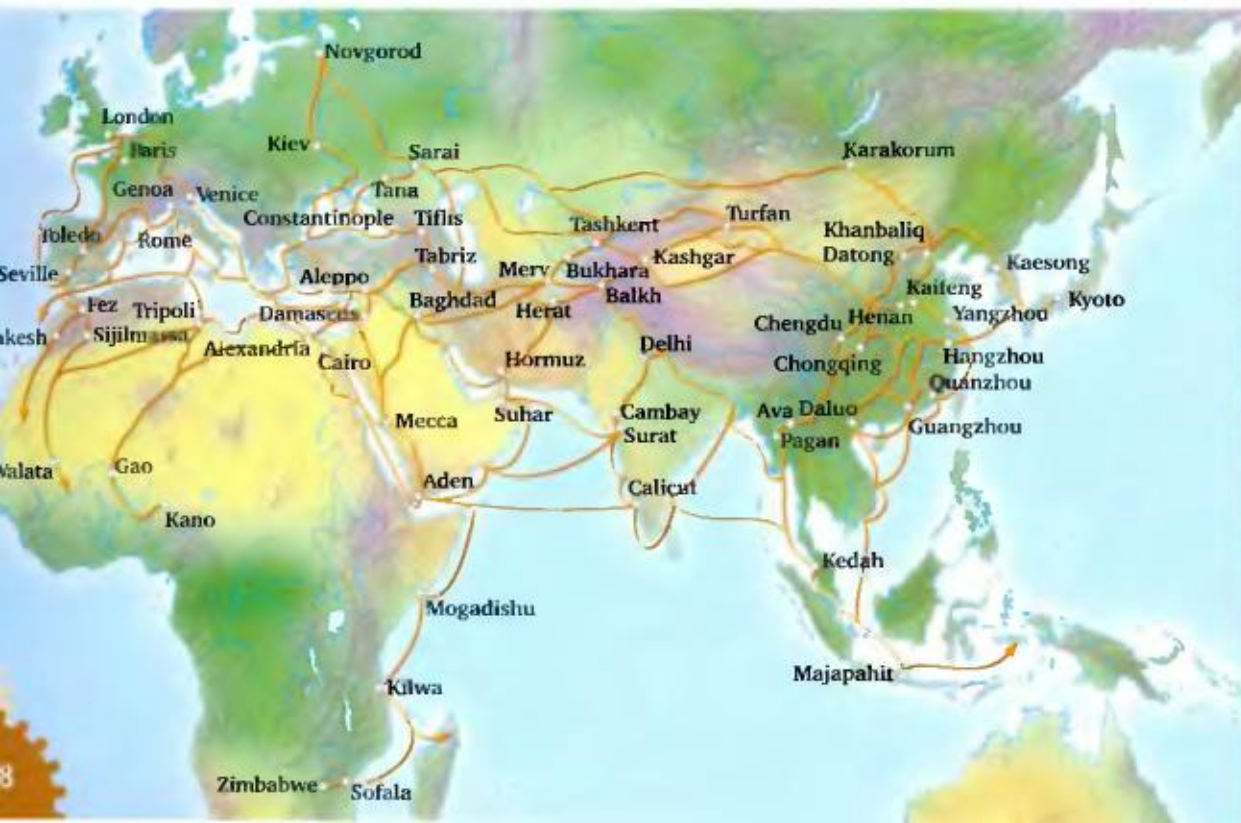 Novgorod
London
Paris
Kiev
Sarai
Karakorum
Genoa
Venice
Tana
Constantinople
Tiflis
Tashkent
Turfan
Khanbaliq
Toledo
Rome
Tabriz
Datong
Seville
Aleppo
Merv
Bukhara
Kashgar
Kaesong
Kaifeng
Fez
Tripoli
Damascus
Baghdad
Herat
Balkh
Yangzhou
Kyoto
akesh
Sijilmassa
Alexandria
Chengdu
Henan
Cairo
Hormuz
Delhi
Chongqing
Hangzhou
Quanzhou
Mecca
Suhar
Cambay
Surat
Ava
Daluo
Pagan
Guangzhou
Walata
Gao
Aden
Calicut
Kano
Kedah
Mogadishu
Majapahit
Kilwa
Zimbabwe
Sofala
8